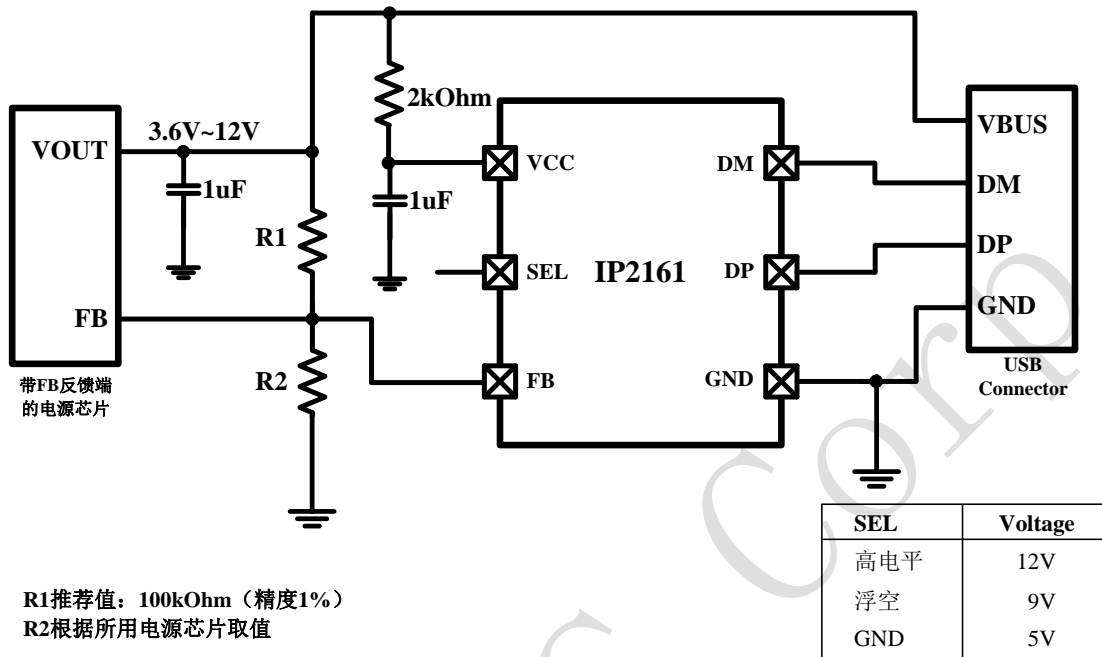 2kOhm
VBUS
3.6V~12V
VOUT
VCC
DM
DM
1uF
1uF
R1
SEL
IP2161
DP
DP
FB
GND
R2
FB
GND
带FB反馈端
的电源芯片
USB
Connector
Corp
SEL Voltage
高电平 12V
浮空 9V
GND 5V
R1推荐值：100kOhm（精度1%）
R2根据所用电源芯片取值